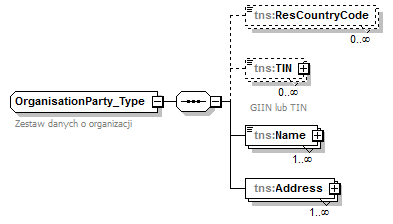 tns:ResCountryCode
0..∞
tns:TIN
0..∞
GIIN lub TIN
OrganisationParty_Type
Zestaw danych o organizacji
tns:Name
1..∞
tns:Address
1..∞